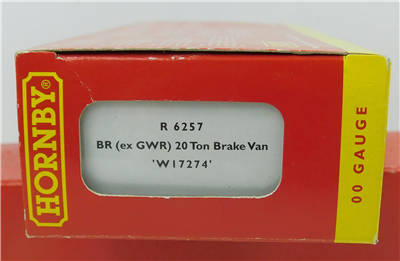 HORNBY®
R 6257
BR (ex GWR) 20 Ton Brake Van
'W17274'
00 GAUGE